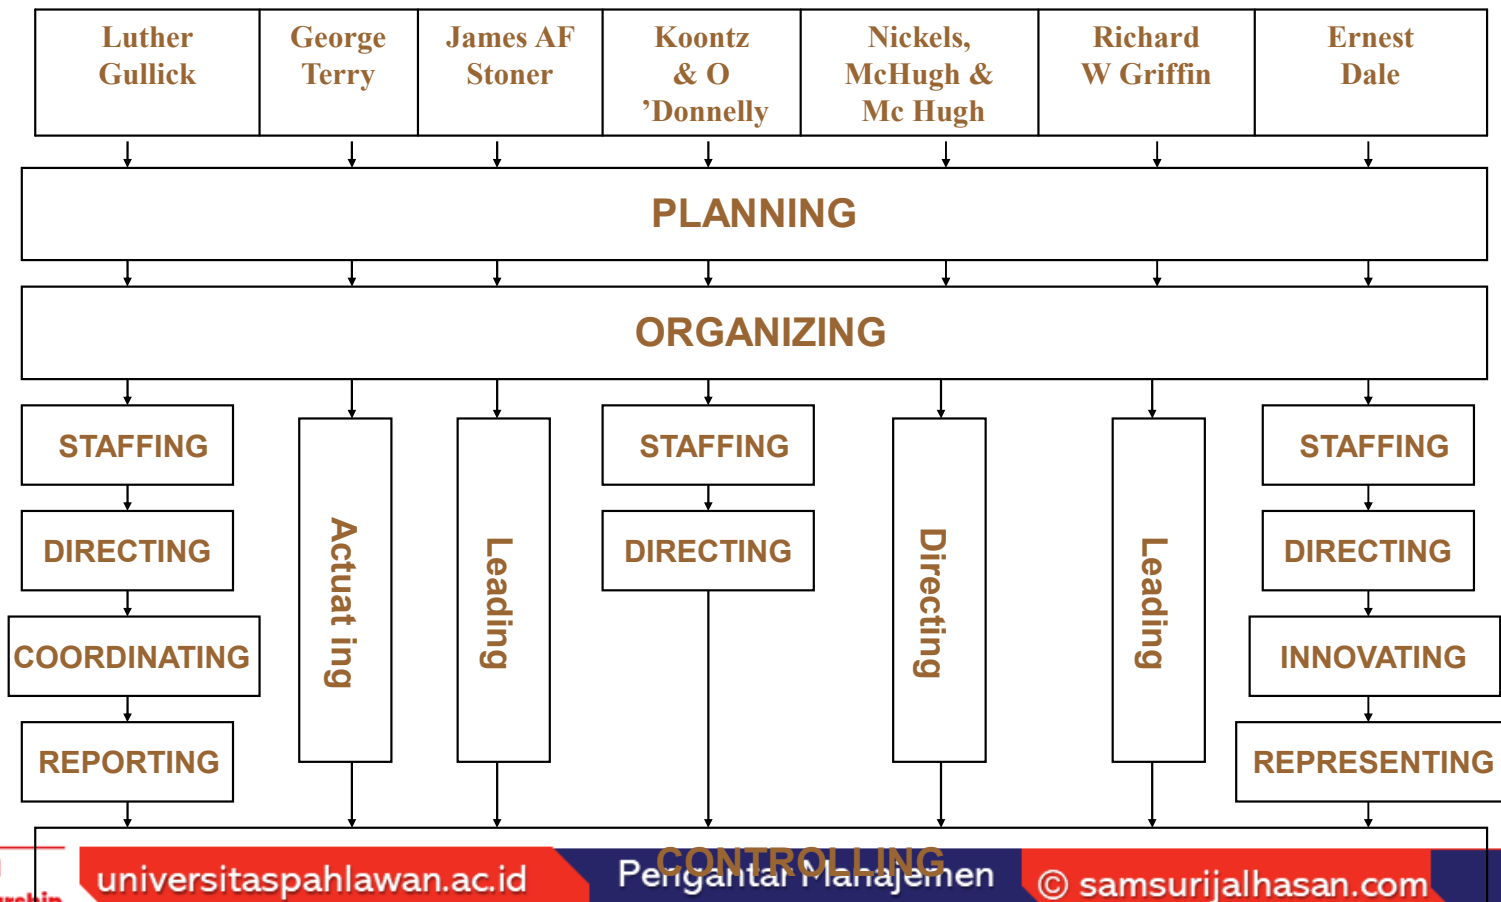 Luther
Gullick
George
Terry
James AF
Stoner
Koontz
& O
’Donnelly
Nickels,
McHugh &
Mc Hugh
Richard
W Griffin
Ernest
Dale
PLANNING
ORGANIZING
STAFFING
DIRECTING
COORDINATING
REPORTING
Actuat ing
Leading
STAFFING
DIRECTING
Directing
Leading
STAFFING
DIRECTING
INNOVATING
REPRESENTING
CONTROLLING
universitaspahlawan.ac.id
Pengantar Manajemen
© samsurijalhasan.com